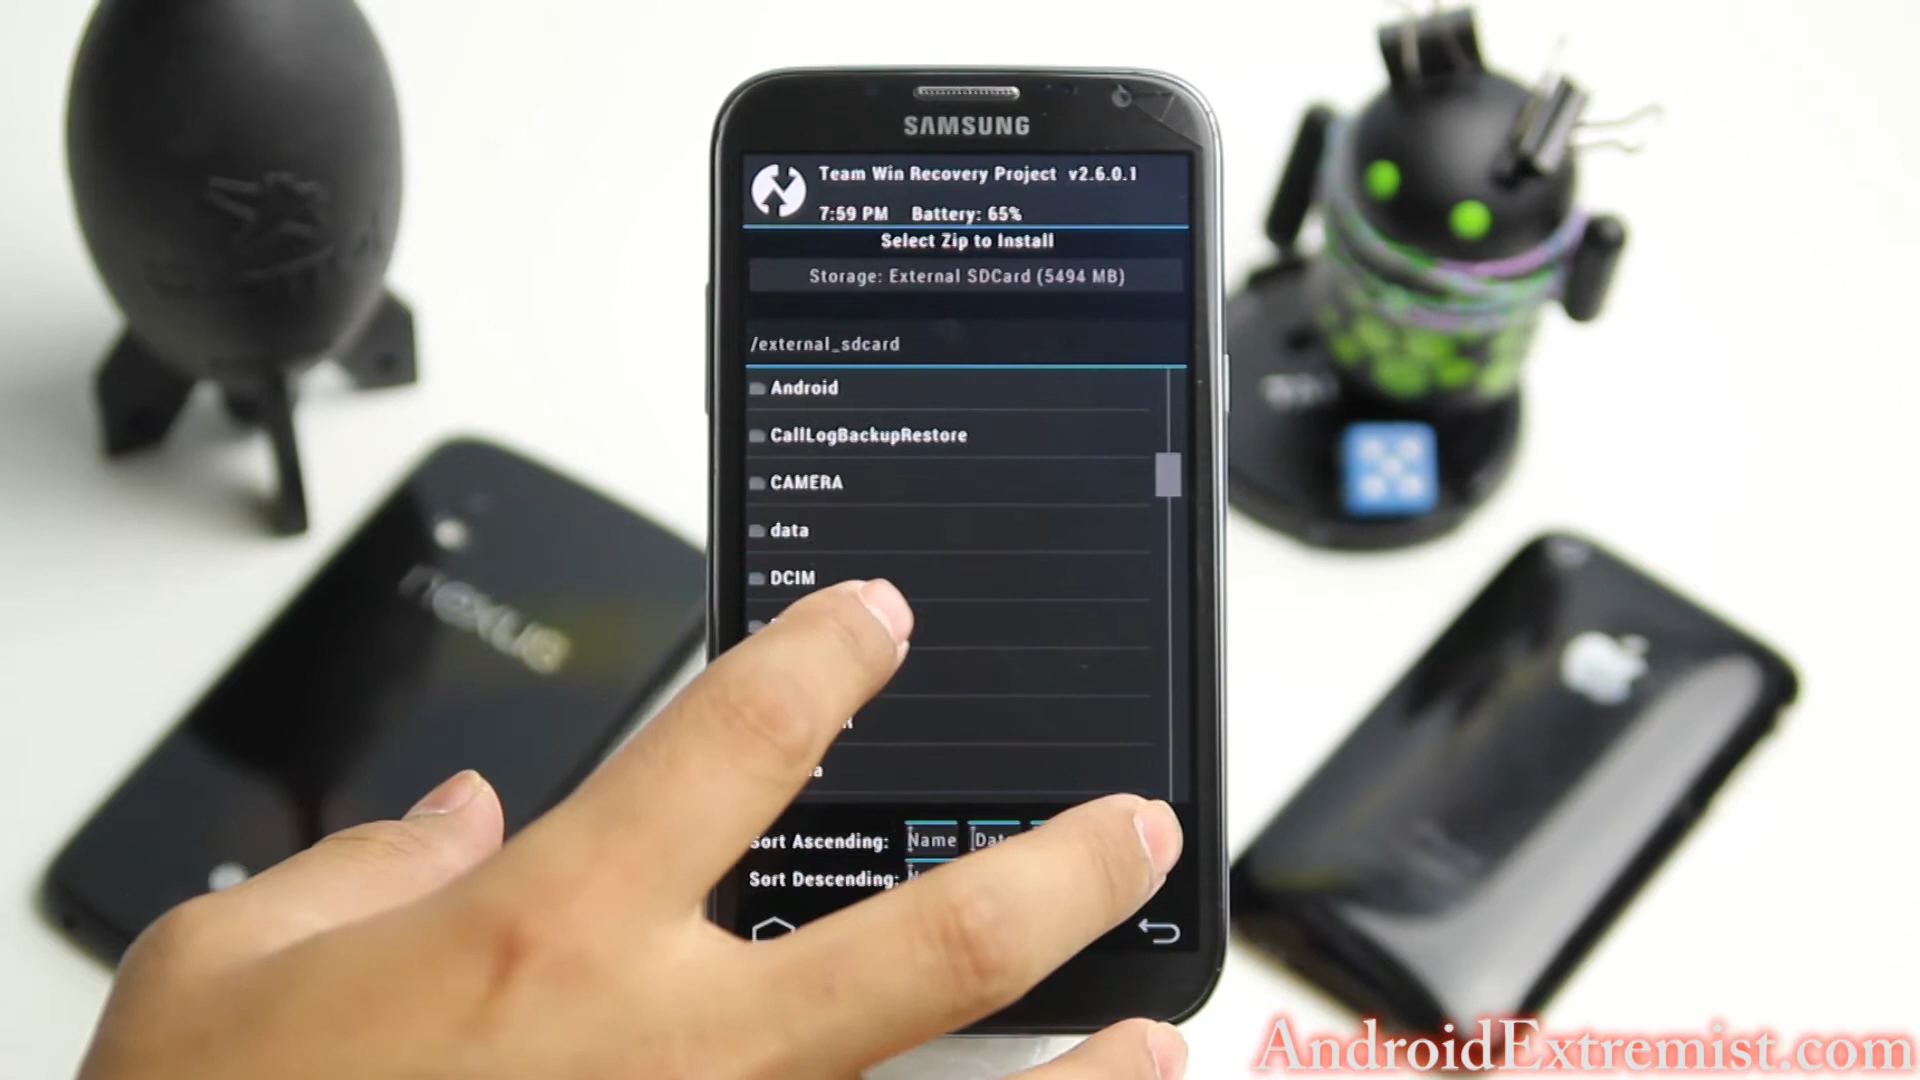 SAMSUNG
Team Win Recovery Project v2.6.0.1
7:59 PM Battery: 65%
Select Zip to Install
Storage: External SDCard (5494 MB)
/external_sdcard
Android
CallLogBackupRestore
CAMERA
data
DCIM
Sort Ascending: Name
Sort Descending:
nexus
AndroidExtremist.com